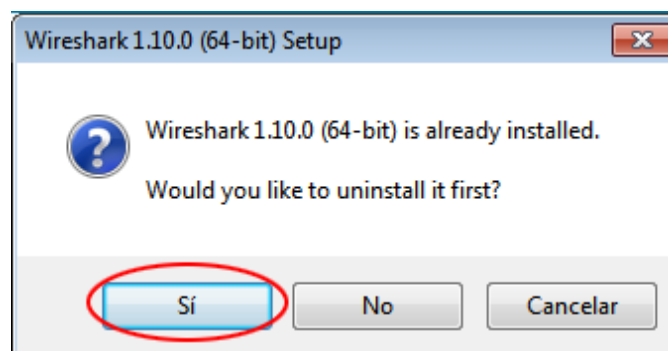 Wireshark 1.10.0 (64-bit) Setup
Wireshark 1.10.0 (64-bit) is already installed.
Would you like to uninstall it first?
Sí No Cancelar